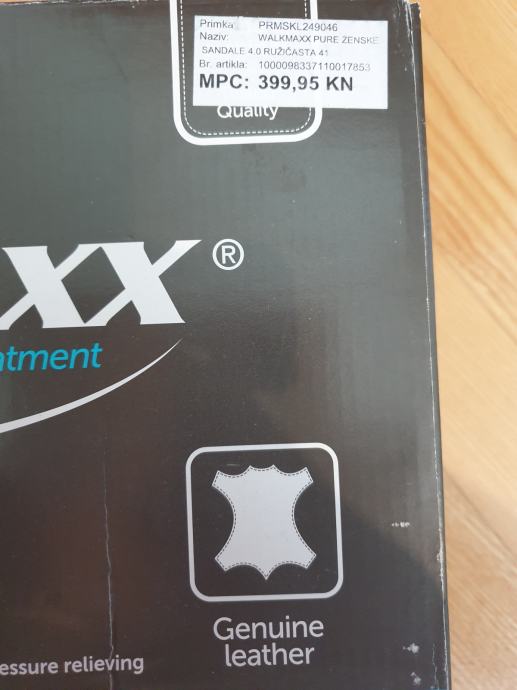 Primka: PRMSKL249046
Naziv: WALKMAXX PURE ŽENSKE
SANDALE 4.0 RUŽIČASTA 41
Br. artikla: 1000098337110017853
MPC: 399,95 KN
Quality
XX®
atment
Genuine
leather
essure relieving